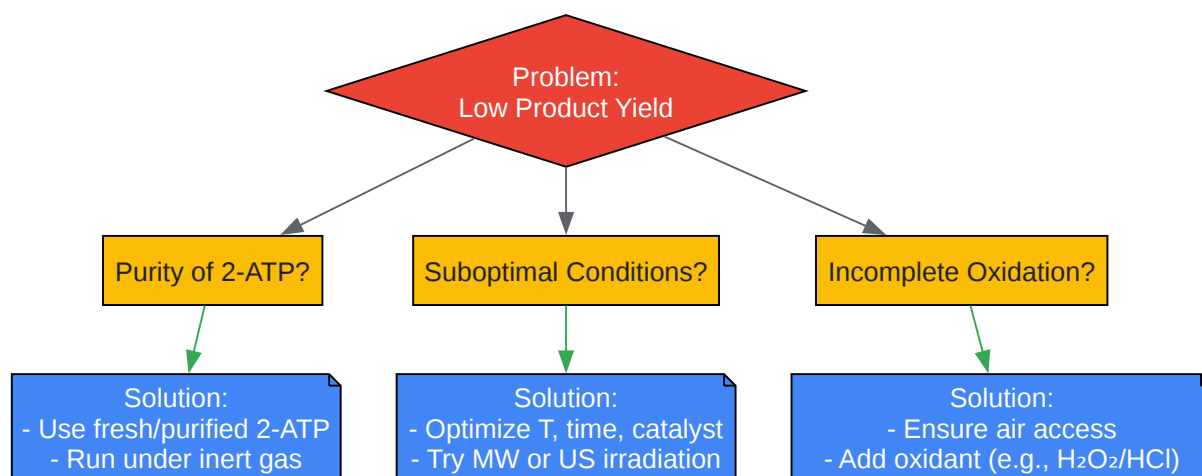 Problem:
Low Product Yield
Purity of 2-ATP?
Suboptimal Conditions?
Incomplete Oxidation?
Solution:
- Use fresh/purified 2-ATP
- Run under inert gas
Solution:
- Optimize T, time, catalyst
- Try MW or US irradiation
Solution:
- Ensure air access
- Add oxidant (e.g., H₂O₂/HCl)